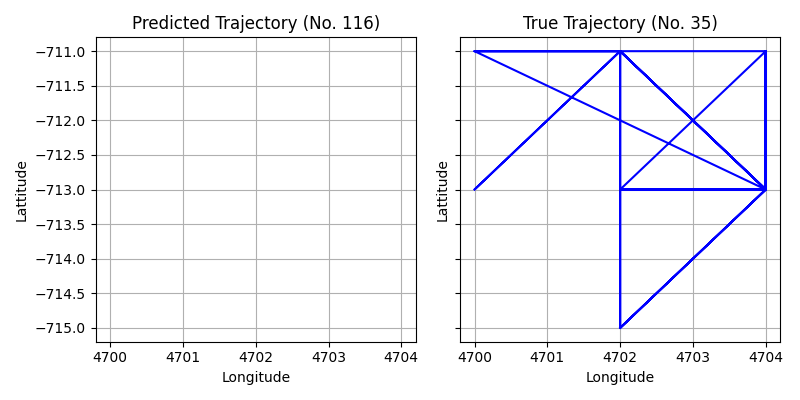 Predicted Trajectory (No. 116)
−711.0
−711.5
−712.0
−712.5
−713.0
−713.5
−714.0
−714.5
−715.0
Lattitude
4700 4701 4702 4703 4704
Longitude
True Trajectory (No. 35)
Lattitude
4700 4701 4702 4703 4704
Longitude